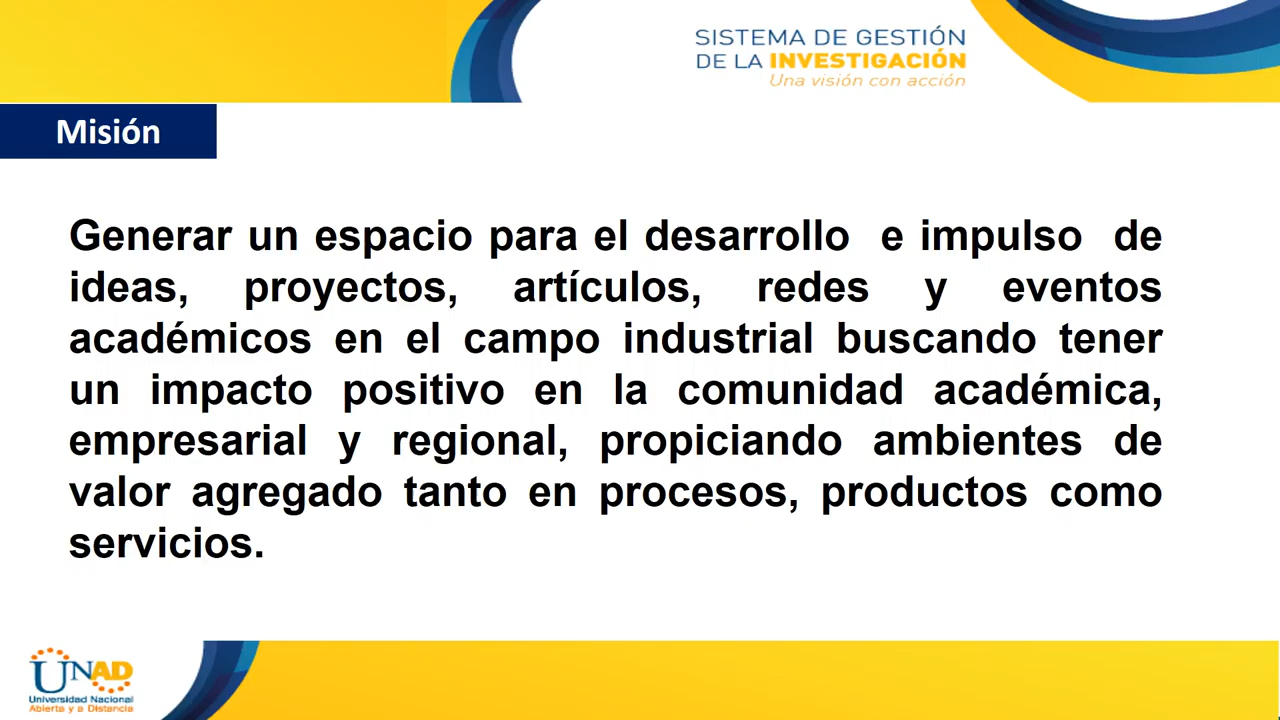 SISTEMA DE GESTIÓN
DE LA INVESTIGACIÓN
Una visión con acción
Misión
Generar un espacio para el desarrollo e impulso de
ideas, proyectos, artículos, redes y eventos
académicos en el campo industrial buscando tener
un impacto positivo en la comunidad académica,
empresarial y regional, propiciando ambientes de
valor agregado tanto en procesos, productos como
servicios.
UNAD
Universidad Nacional
Abierta y a Distancia